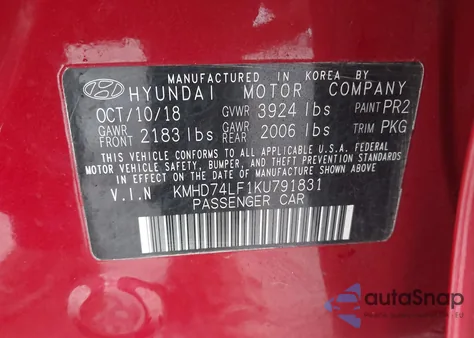 MANUFACTURED IN KOREA BY
HYUNDAI MOTOR COMPANY
OCT/10/18 GVWR 3924 lbs PAINT PR2
GAWR FRONT 2183 lbs GAWR REAR 2006 lbs TRIM PKG
THIS VEHICLE CONFORMS TO ALL APPLICABLE U.S.A. FEDERAL
MOTOR VEHICLE SAFETY, BUMPER, AND THEFT PREVENTION STANDARDS
IN EFFECT ON THE DATE OF MANUFACTURE SHOWN ABOVE.
V.I.N KMHD74LF1KU791831
PASSENGER CAR
autoSnap